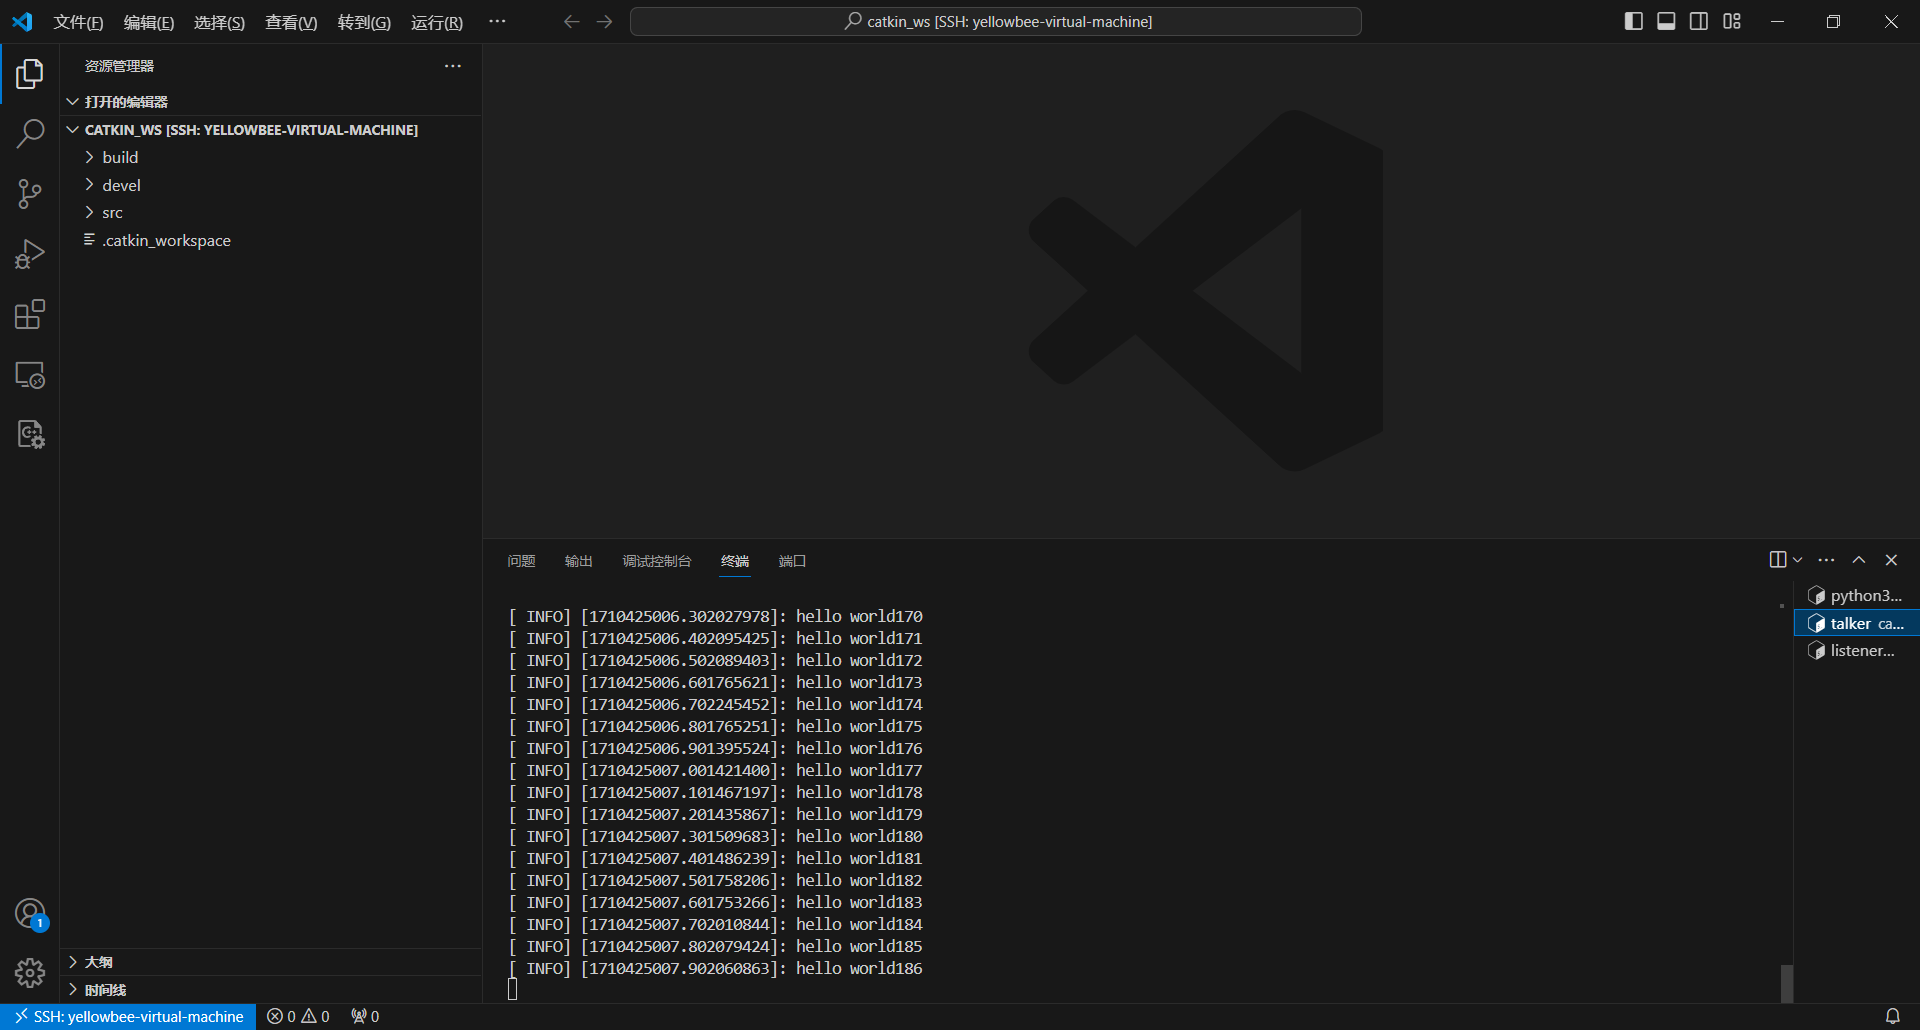 文件(F) 编辑(E) 选择(S) 查看(V) 转到(G) 运行(R) ··· catkin_ws [SSH: yellowbee-virtual-machine]
资源管理器
打开的编辑器
CATKIN_WS [SSH: YELLOWBEE-VIRTUAL-MACHINE]
build
devel
src
.catkin_workspace
大纲
时间线
问题 输出 调试控制台 终端 端口
[ INFO] [1710425006.302027978]: hello world170
[ INFO] [1710425006.402095425]: hello world171
[ INFO] [1710425006.502089403]: hello world172
[ INFO] [1710425006.601765621]: hello world173
[ INFO] [1710425006.702245452]: hello world174
[ INFO] [1710425006.801765251]: hello world175
[ INFO] [1710425006.901395524]: hello world176
[ INFO] [1710425007.001421400]: hello world177
[ INFO] [1710425007.101467197]: hello world178
[ INFO] [1710425007.201435867]: hello world179
[ INFO] [1710425007.301509683]: hello world180
[ INFO] [1710425007.401486239]: hello world181
[ INFO] [1710425007.501758206]: hello world182
[ INFO] [1710425007.601753266]: hello world183
[ INFO] [1710425007.702010844]: hello world184
[ INFO] [1710425007.802079424]: hello world185
[ INFO] [1710425007.902060863]: hello world186
python3...
talker ca...
listener...
1
SSH: yellowbee-virtual-machine 0 0 0